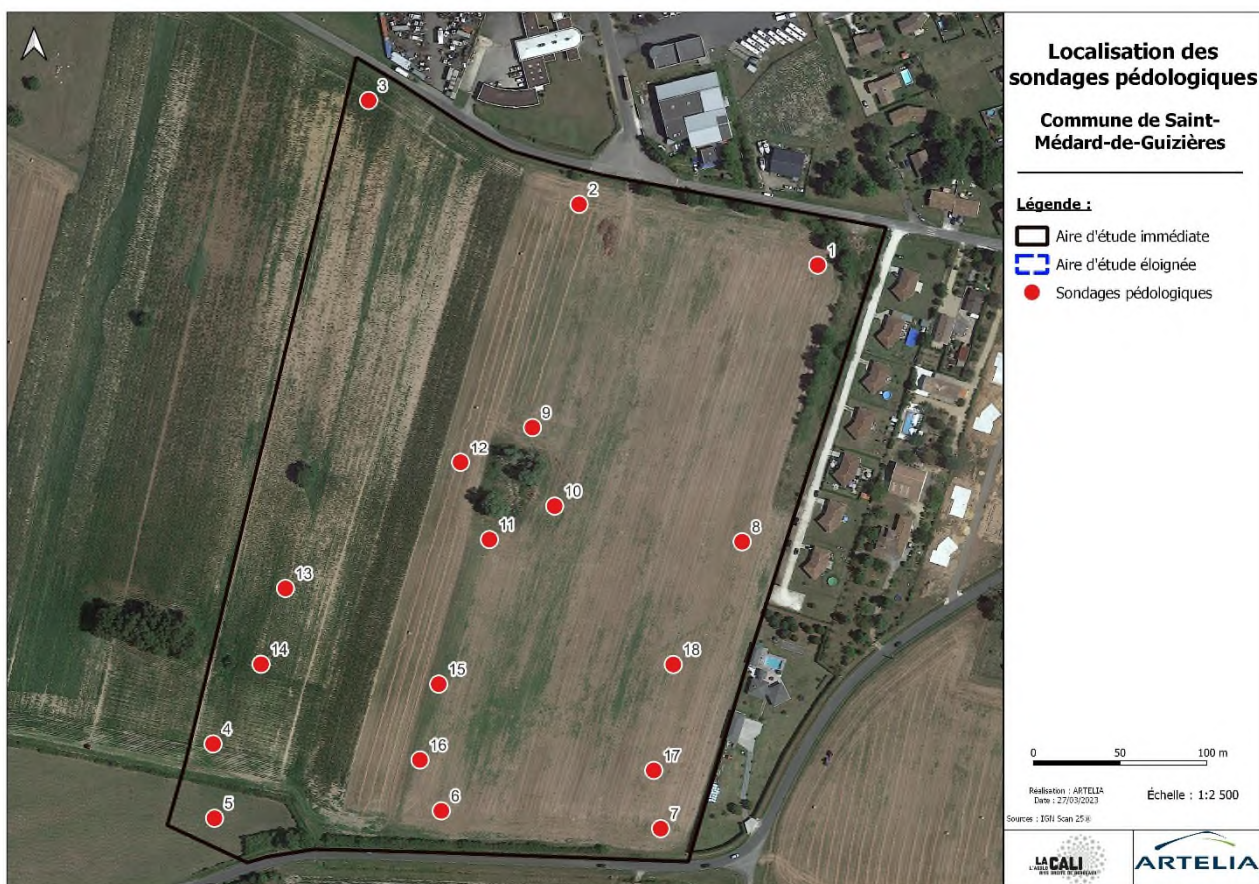 Localisation des
sondages pédologiques
Commune de Saint-
Médard-de-Guizières
Légende :
Aire d'étude immédiate
Aire d'étude éloignée
Sondages pédologiques
3
2
1
9
12
10
11
8
13
14
18
15
4
16
17
5
6
7
0 50 100 m
Réalisation : ARTELIA
Date : 27/03/2023
Échelle : 1:2 500
Sources : IGN Scan 25®
LA CALI
ARTELIA